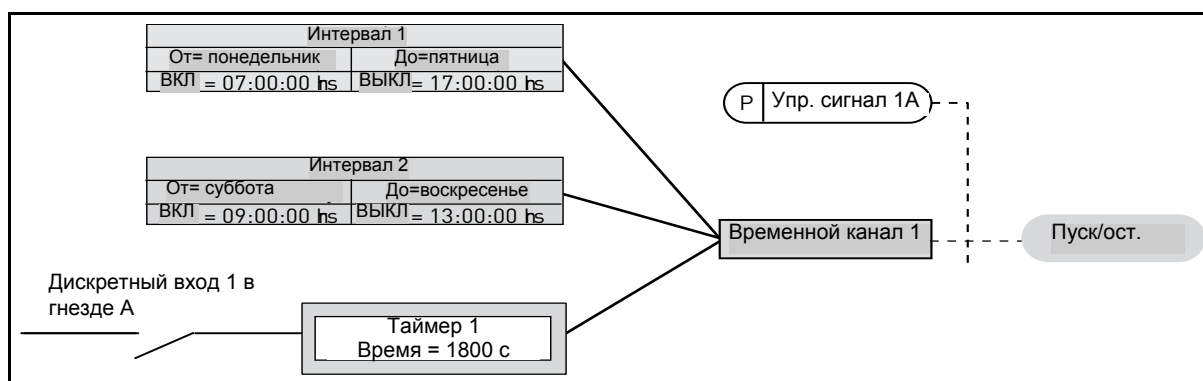 Интервал 1
От= понедельник До=пятница
ВКЛ = 07:00:00 hs ВЫКЛ= 17:00:00 hs
P Упр. сигнал 1А
Интервал 2
От= суббота До=воскресенье
ВКЛ = 09:00:00 hs ВЫКЛ= 13:00:00 hs
Временной канал 1 Пуск/ост.
Дискретный вход 1 в
гнезде А
Таймер 1
Время = 1800 с